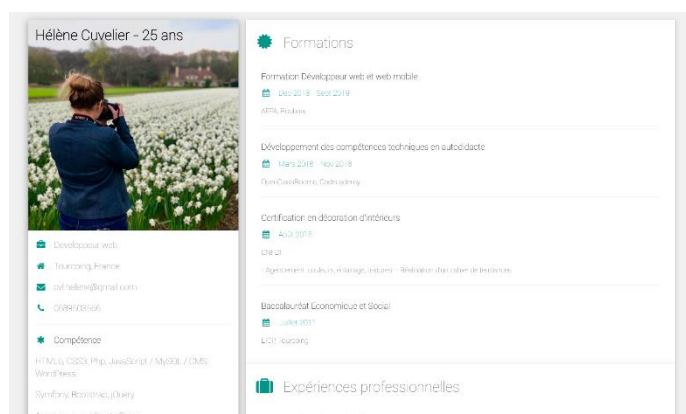 Hélène Cuvelier - 25 ans
Développeur web
Tourcoing, France
Compétence
HTML5, CSS3, Php, JavaScript / MySQL / CMS
WordPress
Symfony, Bootstrap, jQuery
Formations
Formation Développeur web et web mobile
Déc 2018 - Sept 2019
AFPA, Roubaix
Développement des compétences techniques en autodidacte
Mars 2018 - Nov 2018
OpenClassRooms, Codecademy
Certification en décoration d'intérieurs
Août 2018
- Agencement, couleurs, éclairage, textures - Réalisation d'un cahier de tendances
Baccalauréat Economique et Social
Juillet 2011
Tourcoing
Expériences professionnelles